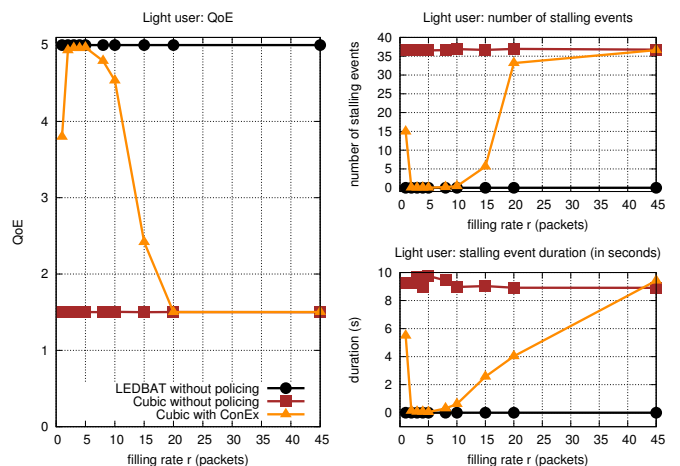 Light user: QoE
5
4
3
2
1
0
QoE
0 5 10 15 20 25 30 35 40 45
filling rate r (packets)
LEDBAT without policing
Cubic without policing
Cubic with ConEx
Light user: number of stalling events
40
35
30
25
20
15
10
5
0
number of stalling events
0 5 10 15 20 25 30 35 40 45
filling rate r (packets)
Light user: stalling event duration (in seconds)
10
8
6
4
2
0
duration (s)
0 5 10 15 20 25 30 35 40 45
filling rate r (packets)